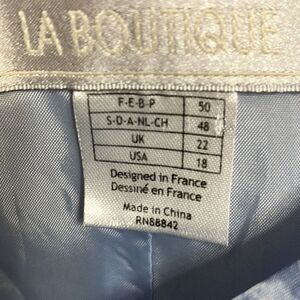 LA BOUTIQUE
F-E-B-P 50
S-D-A-NL-CH 48
UK 22
USA 18
Designed in France
Dessiné en France
Made in China
RN88842